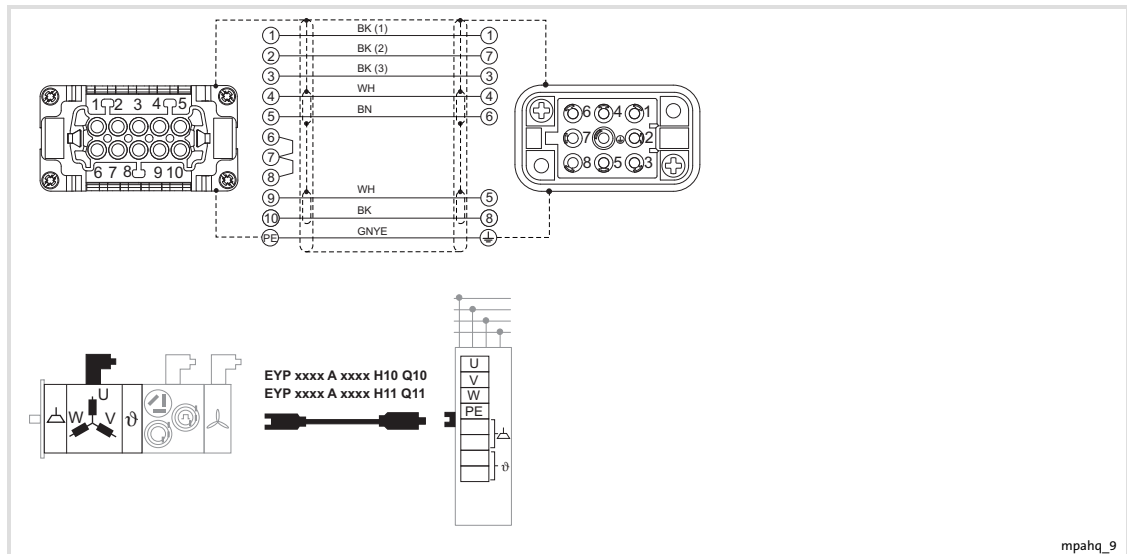 1 BK (1) 1
2 BK (2) 7
3 BK (3) 3
4 WH 4
5 BN 6
6
7
8
9 WH 5
10 BK 8
PE GNYE
1 2 3 4 5
6 7 8 9 10
6 4 1
7 2
8 5 3
U
W V ϑ
EYP xxxx A xxxx H10 Q10
EYP xxxx A xxxx H11 Q11
U
V
W
PE
ϑ
mpahq_9